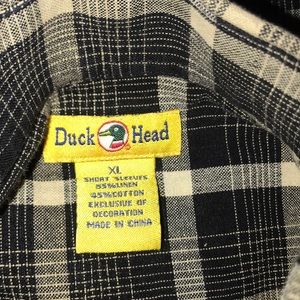 Duck Head
XL
SHORT SLEEVES
55%LINEN
45%COTTON
EXCLUSIVE OF
DECORATION
MADE IN CHINA